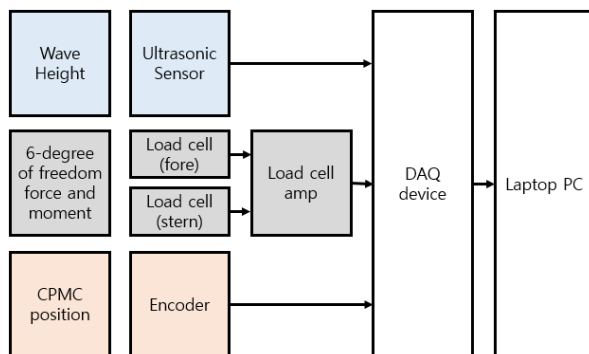 Wave
Height
Ultrasonic
Sensor
6-degree
of freedom
force and
moment
Load cell
(fore)
Load cell
(stern)
Load cell
amp
CPMC
position
Encoder
DAQ
device
Laptop PC